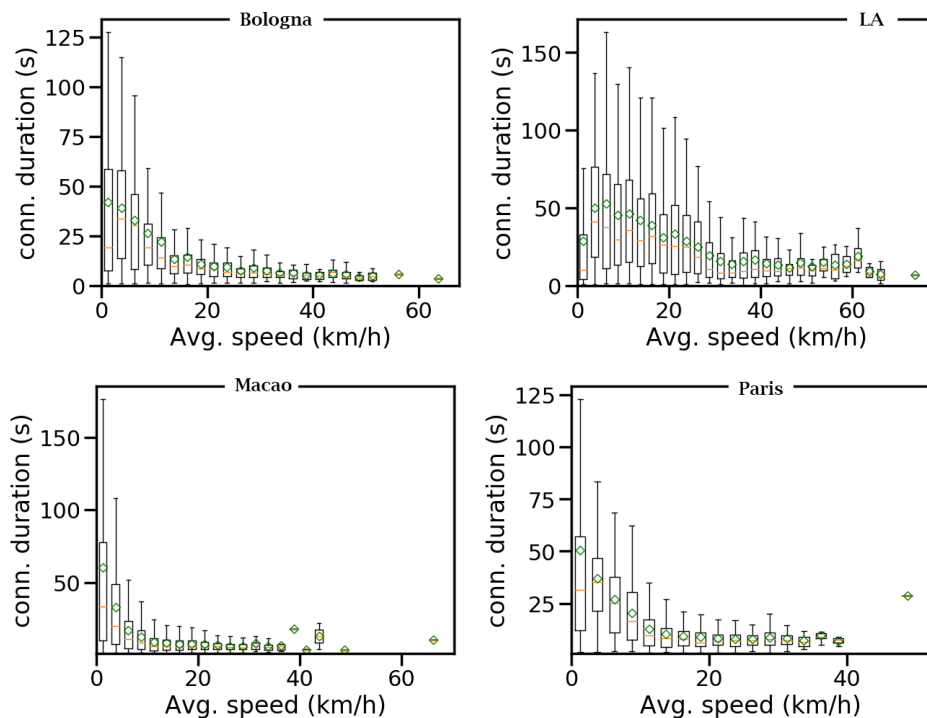 Bologna
125
100
75
50
25
0
conn. duration (s)
0 20 40 60
Avg. speed (km/h)
LA
150
100
50
0
conn. duration (s)
0 20 40 60
Avg. speed (km/h)
Macao
150
100
50
conn. duration (s)
0 20 40 60
Avg. speed (km/h)
Paris
125
100
75
50
25
conn. duration (s)
0 20 40
Avg. speed (km/h)